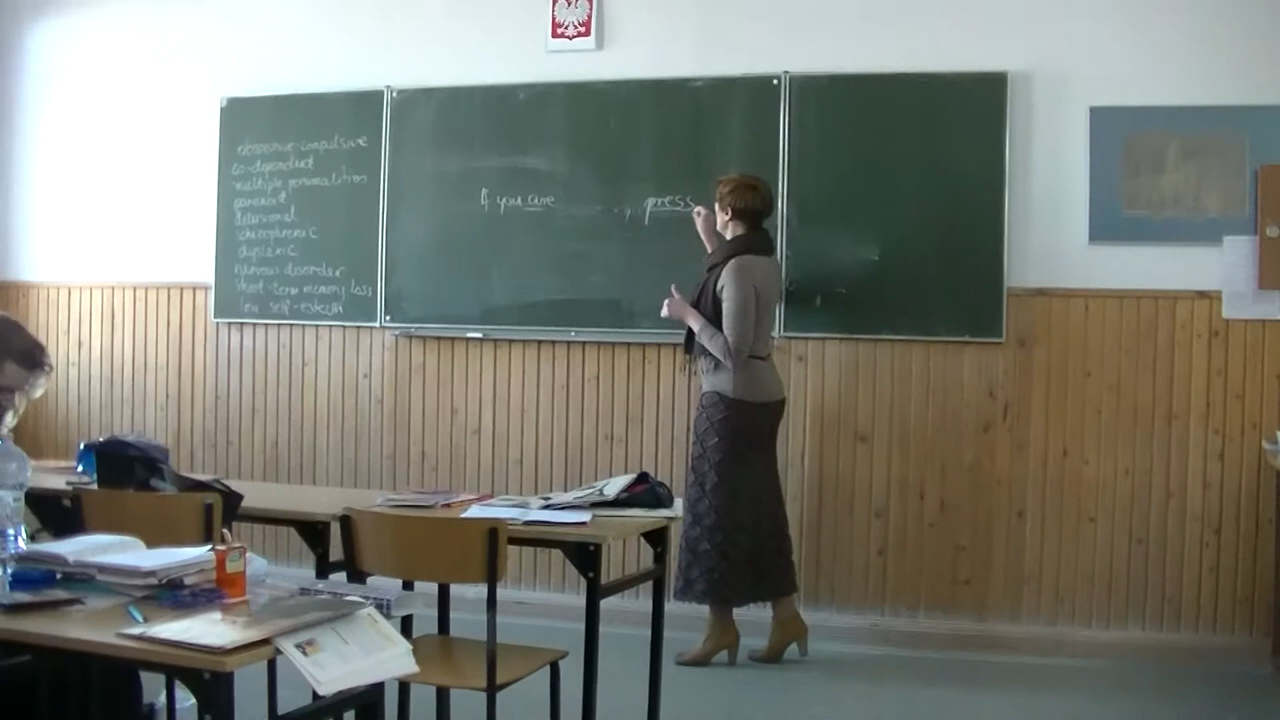 obsessive-compulsive
co-dependent
multiple personalities
paranoid
delusional
schizophrenic
dyslexic
nervous disorder
short-term memory loss
low self-esteem
If you are , press